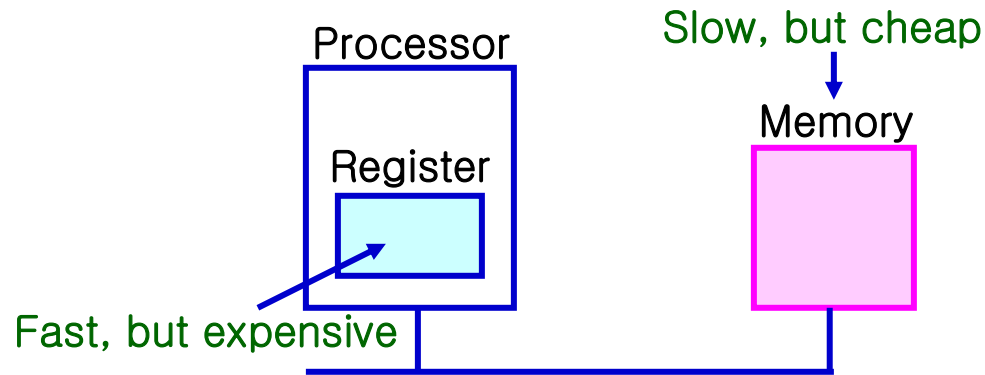 Slow, but cheap
Processor
Memory
Register
Fast, but expensive